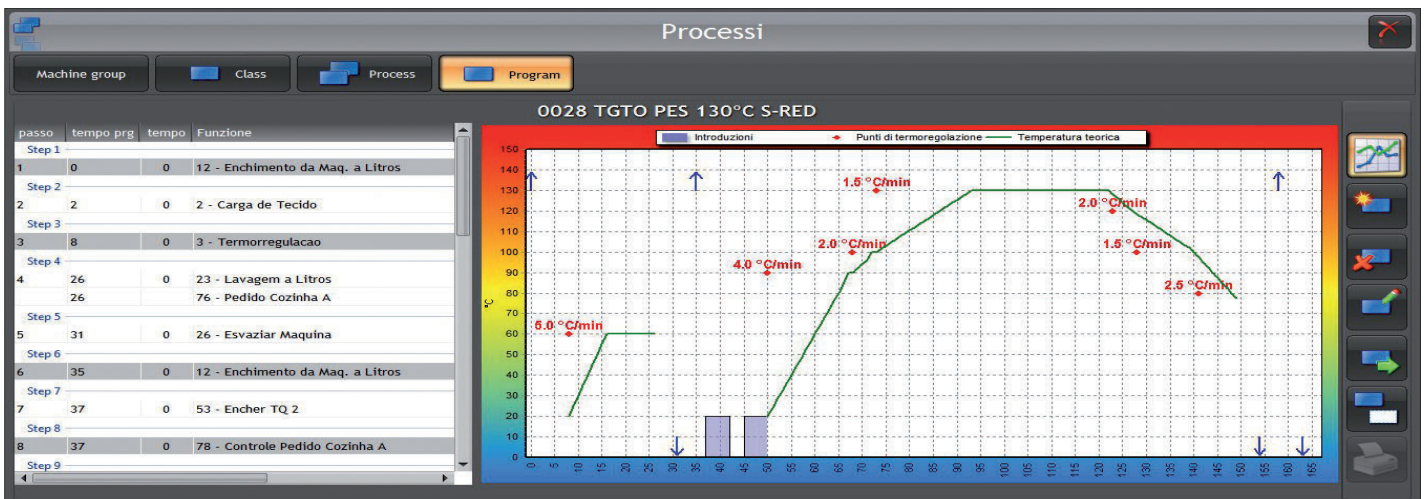 Processi
Machine group Class Process Program
0028 TGTO PES 130°C S-RED
passo tempo prg tempo Funzione
Step 1
1 0 0 12 - Enchimento da Maq. a Litros
Step 2
2 2 0 2 - Carga de Tecido
Step 3
3 8 0 3 - Termorregulacao
Step 4
4 26 0 23 - Lavagem a Litros
26 76 - Pedido Cozinha A
Step 5
5 31 0 26 - Esvaziar Maquina
Step 6
6 35 0 12 - Enchimento da Maq. a Litros
Step 7
7 37 0 53 - Encher TQ 2
Step 8
8 37 0 78 - Controle Pedido Cozinha A
Step 9
Introduzioni Punti di termoregolazione Temperatura teorica
150
140
130
120
110
100
90
80
70
60
50
40
30
20
10
0
°C
5.0 °C/min
4.0 °C/min
2.0 °C/min
1.5 °C/min
2.0 °C/min
1.5 °C/min
2.5 °C/min
0 5 10 15 20 25 30 35 40 45 50 55 60 65 70 75 80 85 90 95 100 105 110 115 120 125 130 135 140 145 150 155 160 165